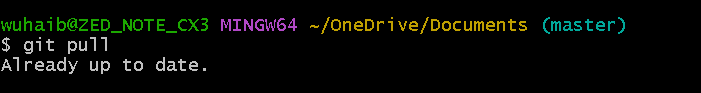 wuhaib@ZED_NOTE_CX3 MINGW64 ~/OneDrive/Documents (master)
$ git pull
Already up to date.